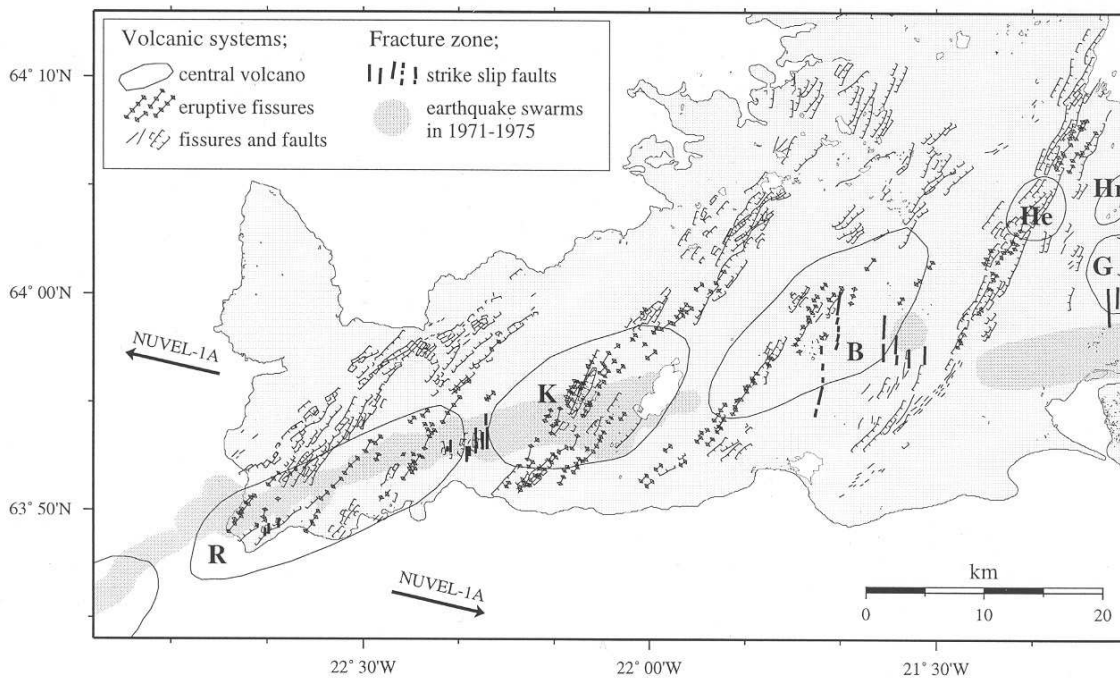 Volcanic systems;
central volcano
eruptive fissures
fissures and faults
Fracture zone;
strike slip faults
earthquake swarms
in 1971-1975
64° 10'N
64° 00'N
63° 50'N
NUVEL-1A
NUVEL-1A
R
K
B
He
G
km
0 10 20
22° 30'W
22° 00'W
21° 30'W